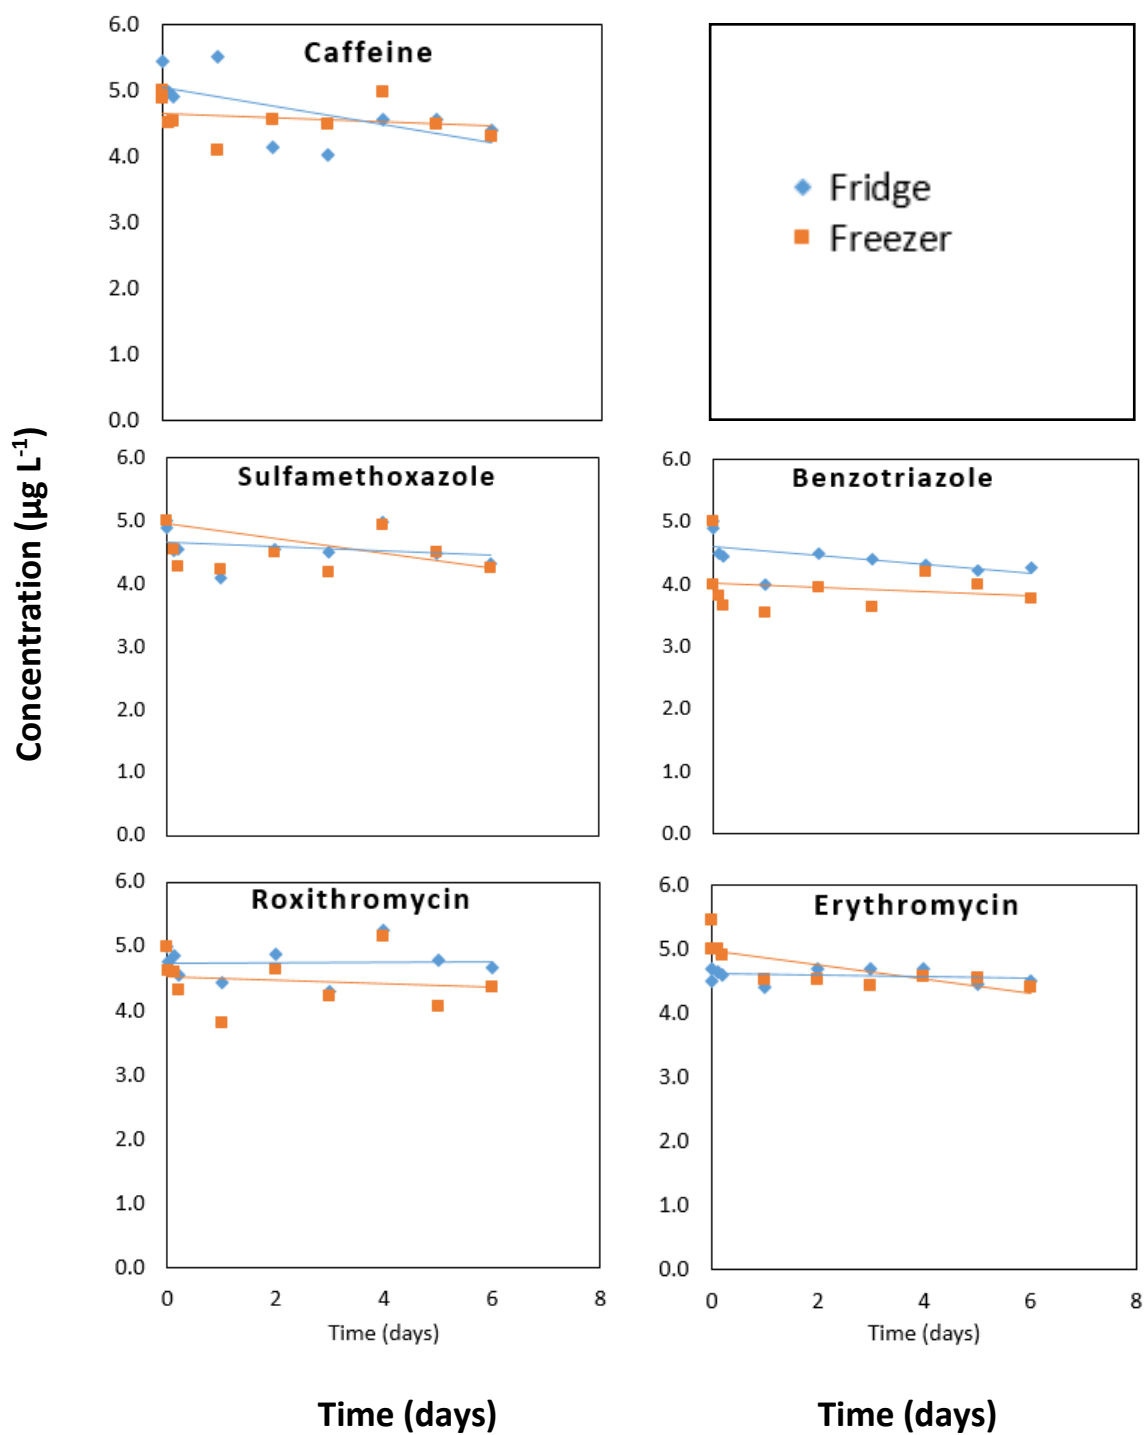 6.0
5.0
4.0
3.0
2.0
1.0
0.0
Caffeine
Fridge
Freezer
Concentration (µg L⁻¹)
6.0
5.0
4.0
3.0
2.0
1.0
0.0
Sulfamethoxazole
6.0
5.0
4.0
3.0
2.0
1.0
0.0
Benzotriazole
6.0
5.0
4.0
3.0
2.0
1.0
0.0
Roxithromycin
0 2 4 6 8
Time (days)
6.0
5.0
4.0
3.0
2.0
1.0
0.0
Erythromycin
0 2 4 6 8
Time (days)
Time (days)
Time (days)